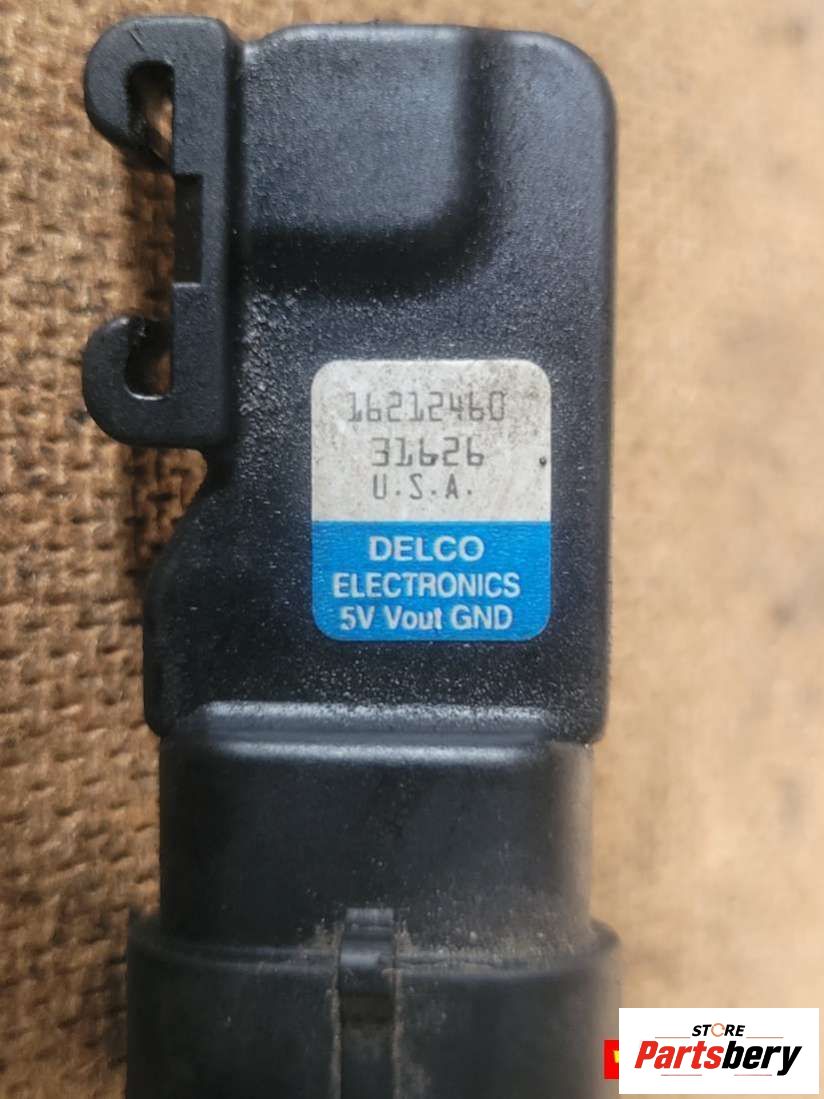 16212460
31626
U.S.A.
DELCO
ELECTRONICS
5V Vout GND
STORE
Partsbery